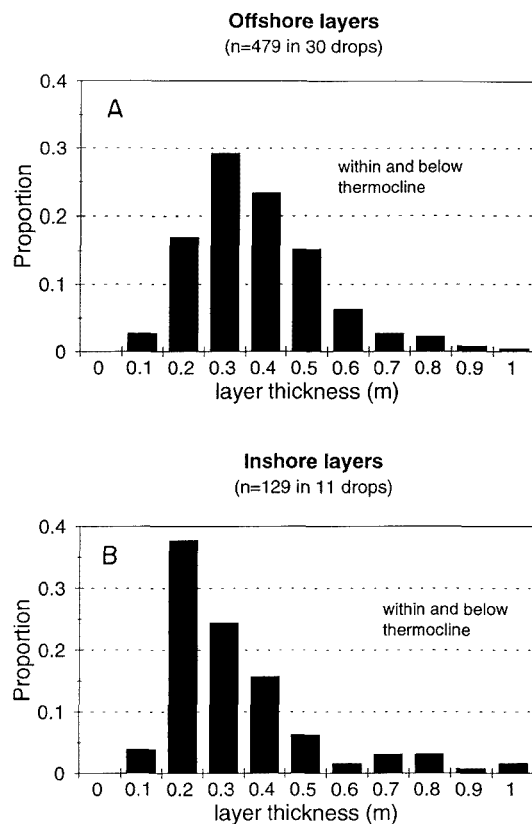 Offshore layers
(n=479 in 30 drops)
A
within and below
thermocline
Proportion
0.4
0.3
0.2
0.1
0
0 0.1 0.2 0.3 0.4 0.5 0.6 0.7 0.8 0.9 1
layer thickness (m)
Inshore layers
(n=129 in 11 drops)
B
within and below
thermocline
Proportion
0.4
0.3
0.2
0.1
0
0 0.1 0.2 0.3 0.4 0.5 0.6 0.7 0.8 0.9 1
layer thickness (m)